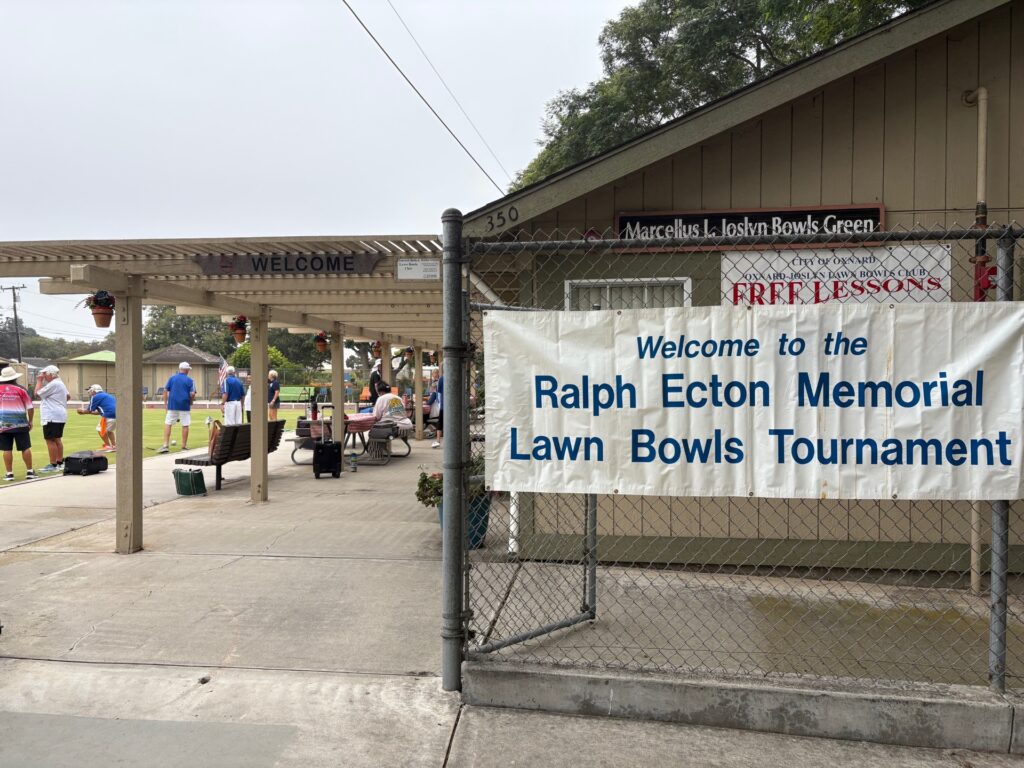 350
Marcellus L. Joslyn Bowls Green
WELCOME
CITY OF OXNARD
OXNARD-JOSLYN LAWN BOWLS CLUB
FREE LESSONS
Welcome to the
Ralph Ecton Memorial
Lawn Bowls Tournament